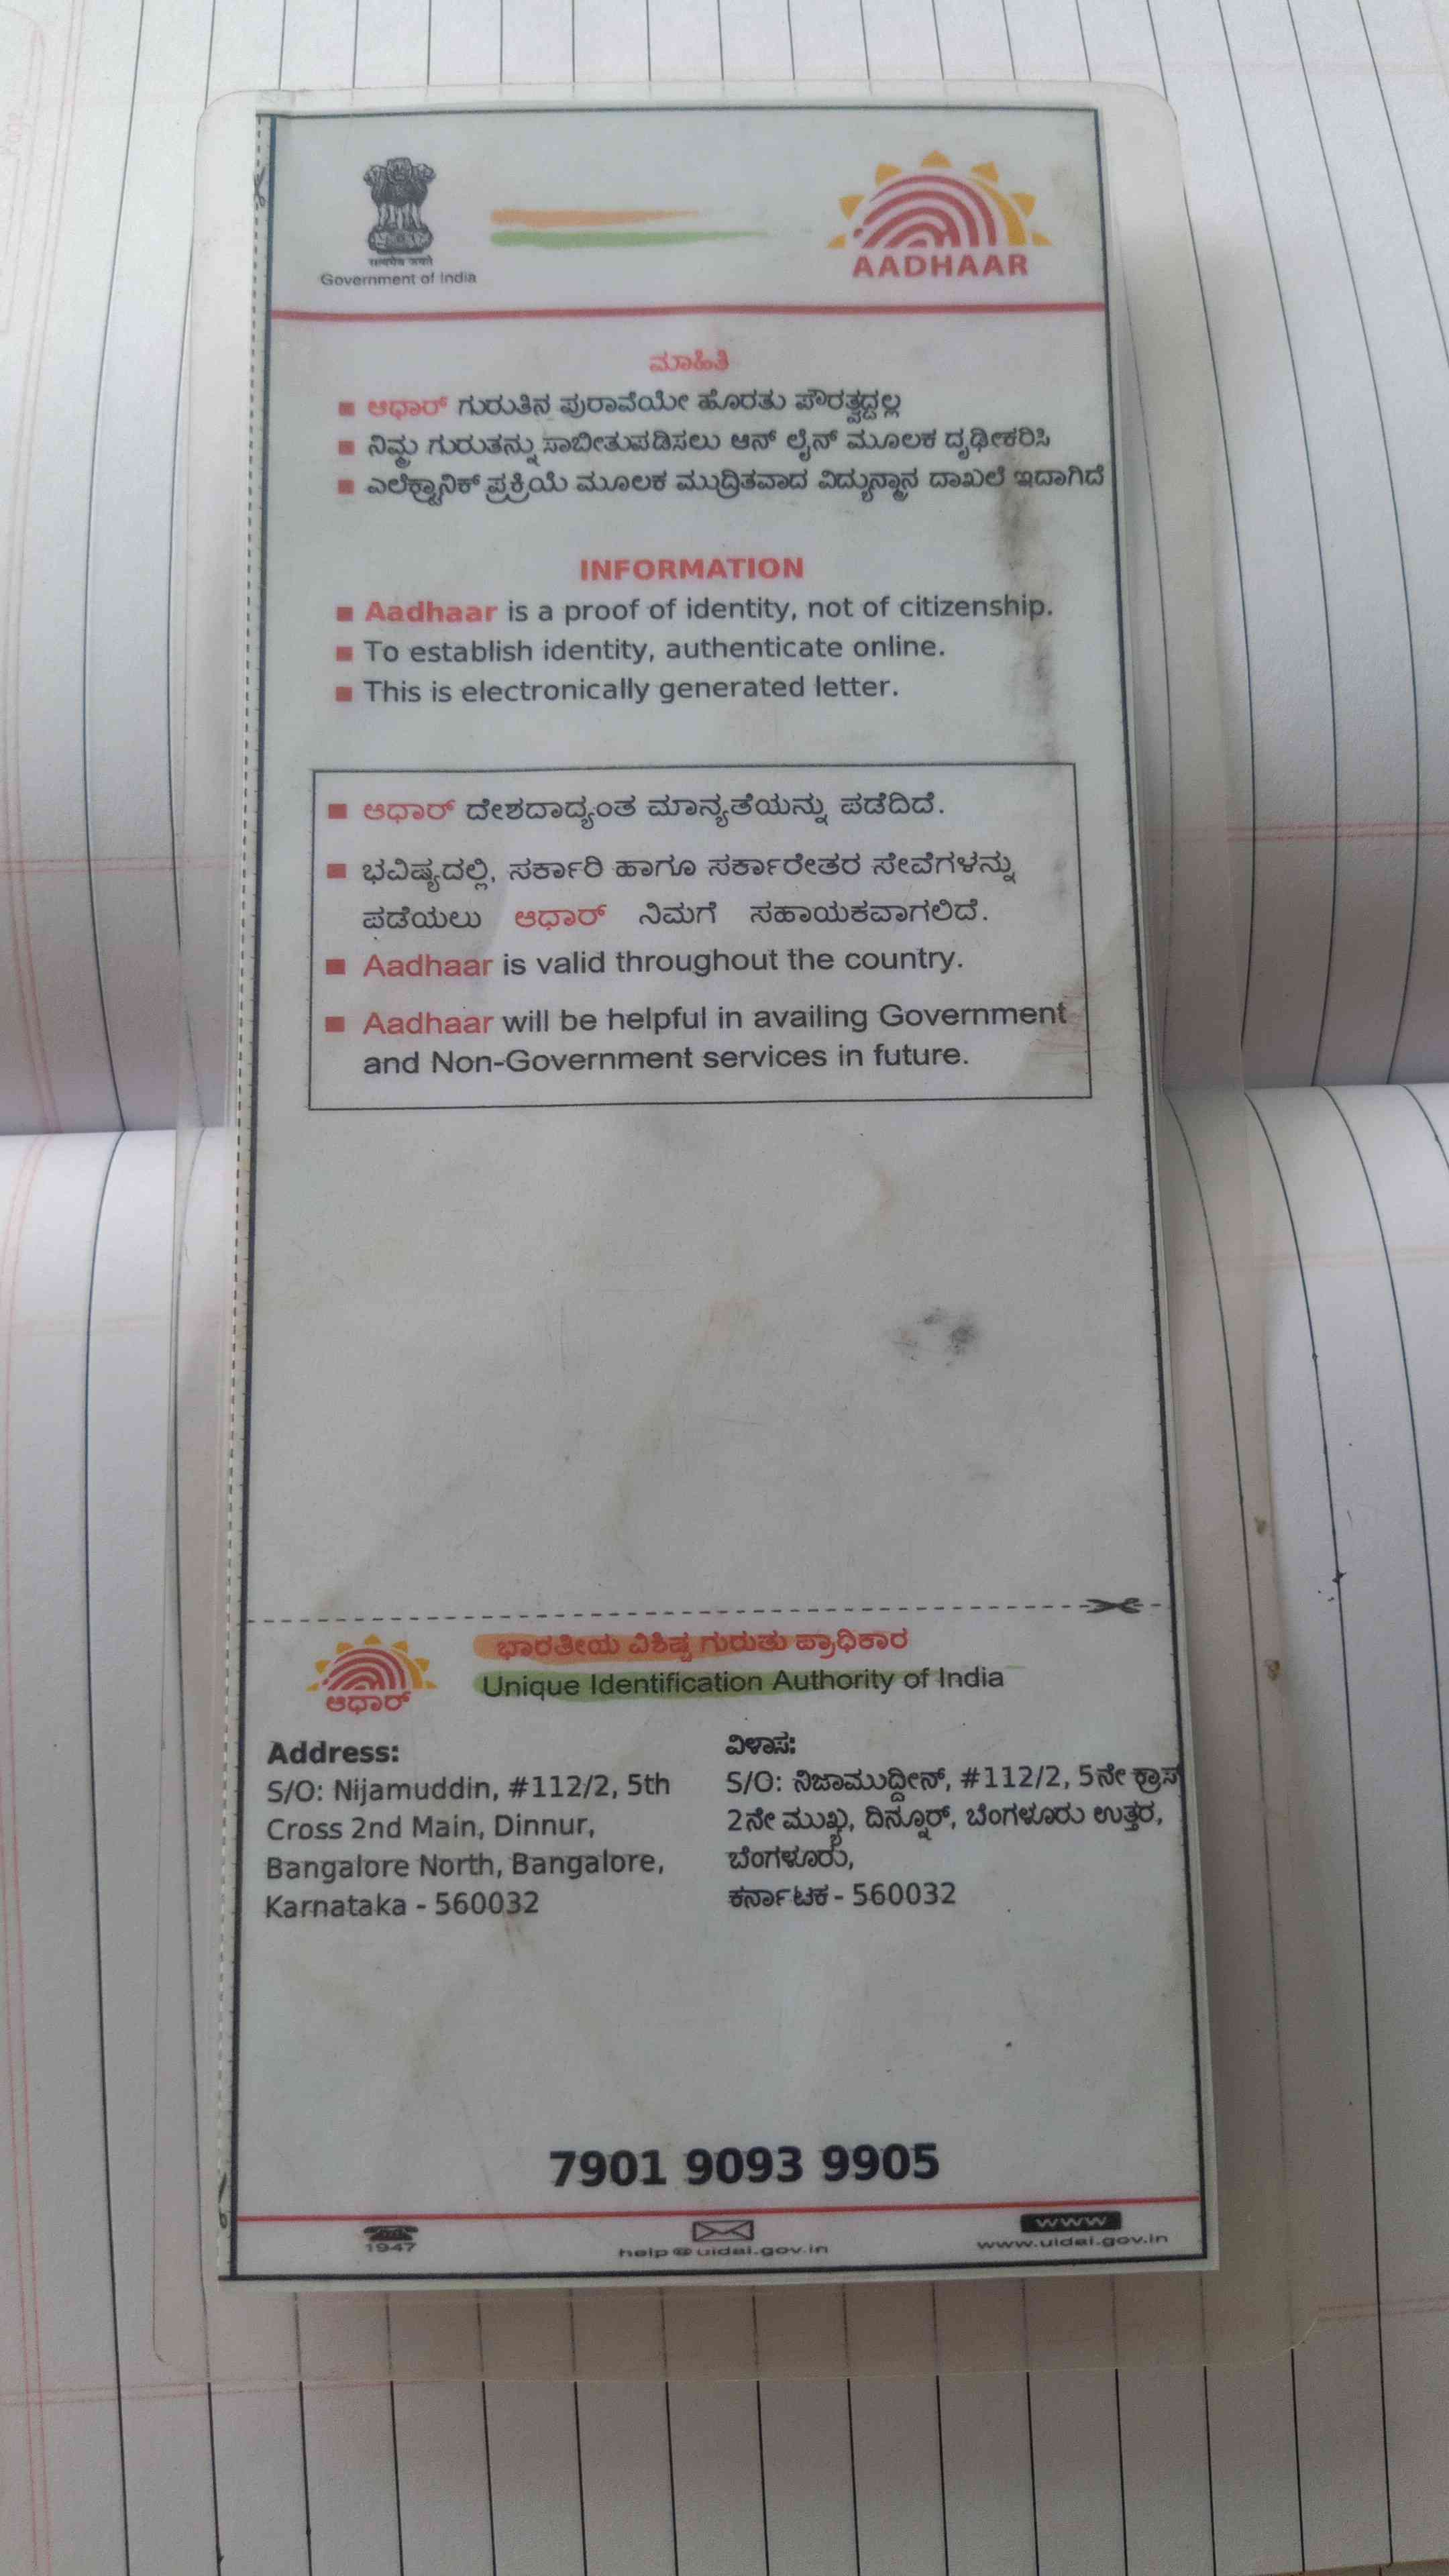 सत्यमेव जयते
Government of India
AADHAAR
ಮಾಹಿತಿ
ಆಧಾರ್ ಗುರುತಿನ ಪುರಾವೆಯೇ ಹೊರತು ಪೌರತ್ವದ್ದಲ್ಲ
ನಿಮ್ಮ ಗುರುತನ್ನು ಸಾಬೀತುಪಡಿಸಲು ಆನ್ ಲೈನ್ ಮೂಲಕ ದೃಢೀಕರಿಸಿ
ಎಲೆಕ್ಟ್ರಾನಿಕ್ ಪ್ರಕ್ರಿಯೆ ಮೂಲಕ ಮುದ್ರಿತವಾದ ವಿದ್ಯುನ್ಮಾನ ದಾಖಲೆ ಇದಾಗಿದೆ
INFORMATION
Aadhaar is a proof of identity, not of citizenship.
To establish identity, authenticate online.
This is electronically generated letter.
ಆಧಾರ್ ದೇಶದಾದ್ಯಂತ ಮಾನ್ಯತೆಯನ್ನು ಪಡೆದಿದೆ.
ಭವಿಷ್ಯದಲ್ಲಿ, ಸರ್ಕಾರಿ ಹಾಗೂ ಸರ್ಕಾರೇತರ ಸೇವೆಗಳನ್ನು
ಪಡೆಯಲು ಆಧಾರ್ ನಿಮಗೆ ಸಹಾಯಕವಾಗಲಿದೆ.
Aadhaar is valid throughout the country.
Aadhaar will be helpful in availing Government
and Non-Government services in future.
ಭಾರತೀಯ ವಿಶಿಷ್ಟ ಗುರುತು ಪ್ರಾಧಿಕಾರ
Unique Identification Authority of India
ಆಧಾರ್
Address:
S/O: Nijamuddin, #112/2, 5th
Cross 2nd Main, Dinnur,
Bangalore North, Bangalore,
Karnataka - 560032
ವಿಳಾಸ:
S/O: ನಿಜಾಮುದ್ದೀನ್, #112/2, 5ನೇ ಕ್ರಾಸ್
2ನೇ ಮುಖ್ಯ, ದಿನ್ನೂರ್, ಬೆಂಗಳೂರು ಉತ್ತರ,
ಬೆಂಗಳೂರು,
ಕರ್ನಾಟಕ - 560032
7901 9093 9905
1947
help@uidai.gov.in
www
www.uidai.gov.in